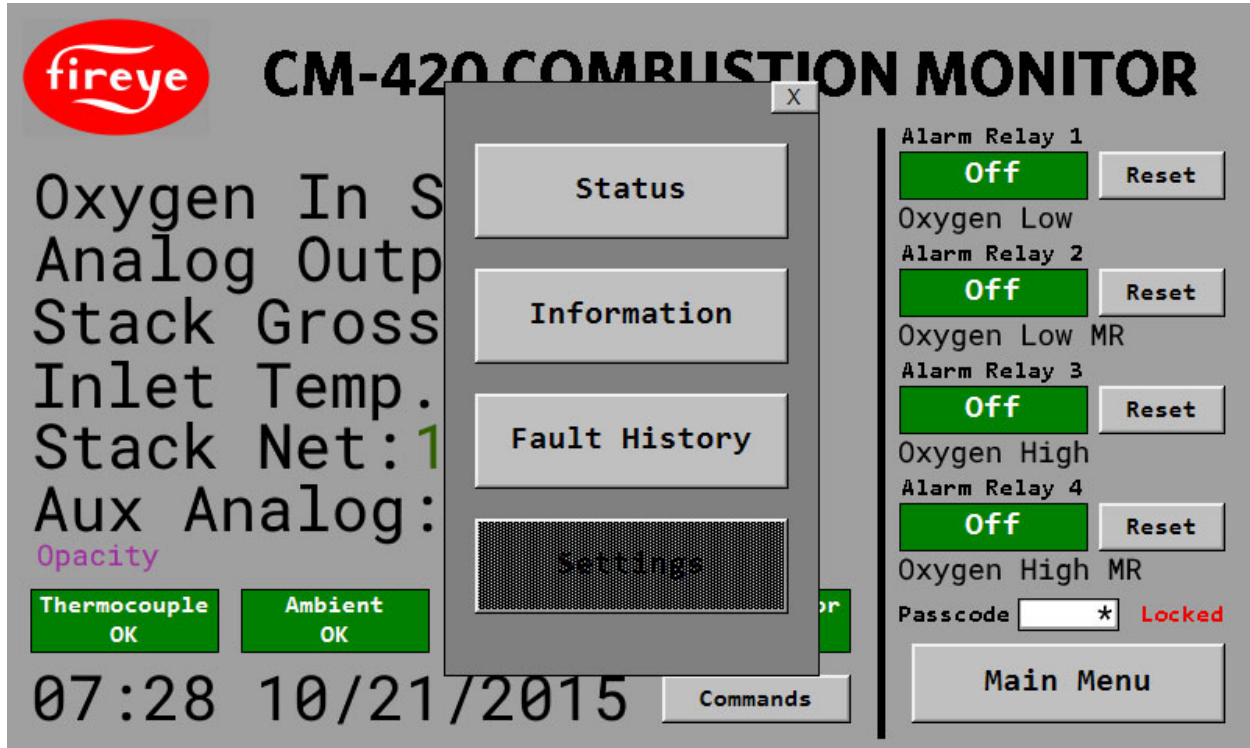 fireye
CM-420 COMBUSTION MONITOR
X
Oxygen In S
Analog Outp
Stack Gross
Inlet Temp.
Stack Net:1
Aux Analog:
Opacity
Thermocouple
OK
Ambient
OK
or
07:28 10/21/2015
Commands
Status
Information
Fault History
Settings
Alarm Relay 1
Off
Reset
Oxygen Low
Alarm Relay 2
Off
Reset
Oxygen Low MR
Alarm Relay 3
Off
Reset
Oxygen High
Alarm Relay 4
Off
Reset
Oxygen High MR
Passcode * Locked
Main Menu